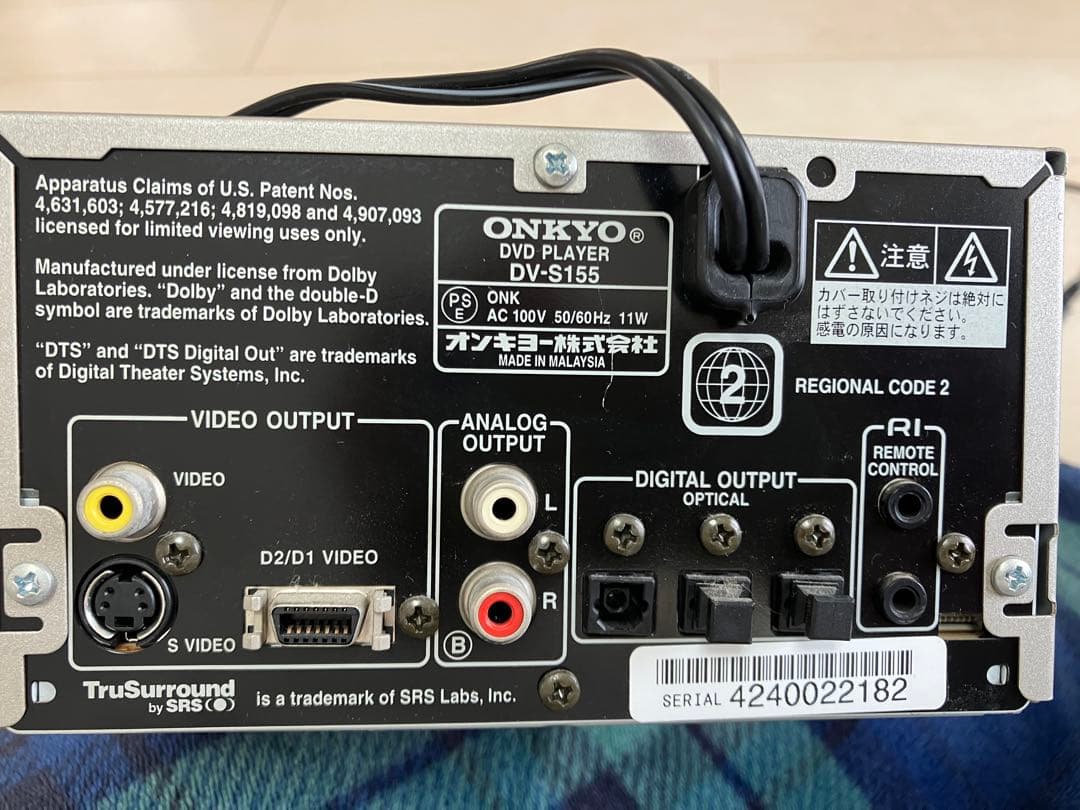 Apparatus Claims of U.S. Patent Nos.
4,631,603; 4,577,216; 4,819,098 and 4,907,093
licensed for limited viewing uses only.
Manufactured under license from Dolby
Laboratories. “Dolby” and the double-D
symbol are trademarks of Dolby Laboratories.
“DTS” and “DTS Digital Out” are trademarks
of Digital Theater Systems, Inc.
ONKYO®
DVD PLAYER
DV-S155
PS
E
ONK
AC 100V 50/60Hz 11W
オンキヨー株式会社
MADE IN MALAYSIA
注意
カバー取り付けネジは絶対に
はずさないでください。
感電の原因になります。
2
REGIONAL CODE 2
VIDEO OUTPUT
VIDEO
D2/D1 VIDEO
S VIDEO
ANALOG
OUTPUT
L
R
B
DIGITAL OUTPUT
OPTICAL
RI
REMOTE
CONTROL
TruSurround
by SRS
is a trademark of SRS Labs, Inc.
SERIAL 4240022182